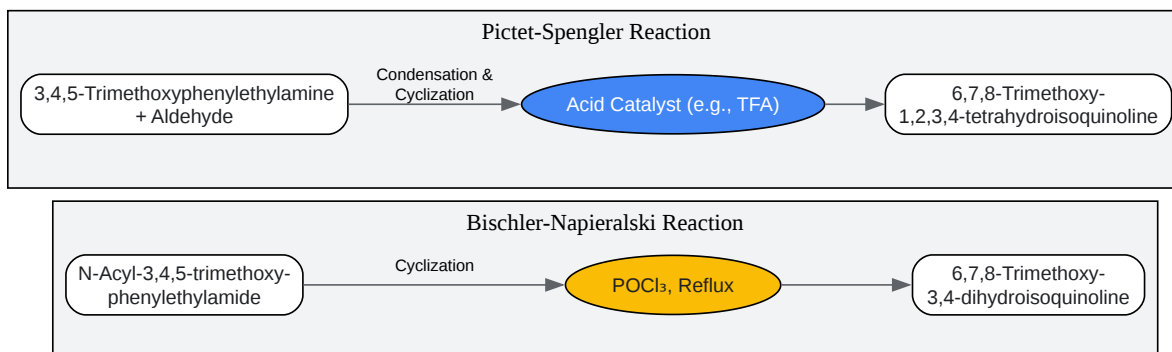 Pictet-Spengler Reaction
3,4,5-Trimethoxyphenylethylamine
+ Aldehyde
Condensation &
Cyclization
Acid Catalyst (e.g., TFA)
6,7,8-Trimethoxy-
1,2,3,4-tetrahydroisoquinoline
Bischler-Napieralski Reaction
N-Acyl-3,4,5-trimethoxy-
phenylethylamide
Cyclization
POCl₃, Reflux
6,7,8-Trimethoxy-
3,4-dihydroisoquinoline